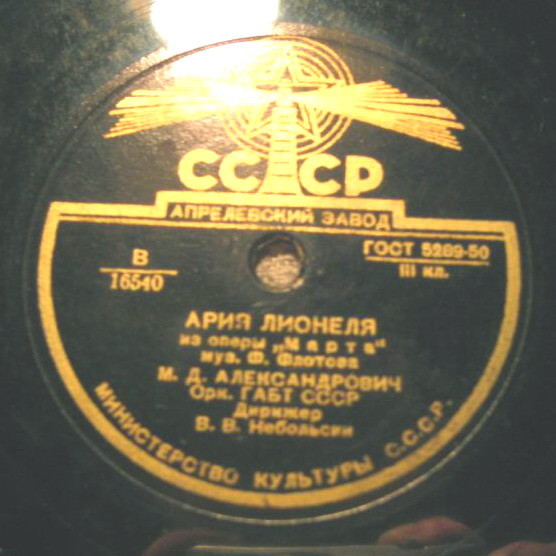 СССР
АПРЕЛЕВСКИЙ ЗАВОД
В
16540
ГОСТ 5289-50
III кл.
АРИЯ ЛИОНЕЛЯ
из оперы „Марта"
муз. Ф. Флотова
М. Д. АЛЕКСАНДРОВИЧ
Орк. ГАБТ СССР
Дирижер
В. В. Небольсин
МИНИСТЕРСТВО КУЛЬТУРЫ С.С.С.Р.